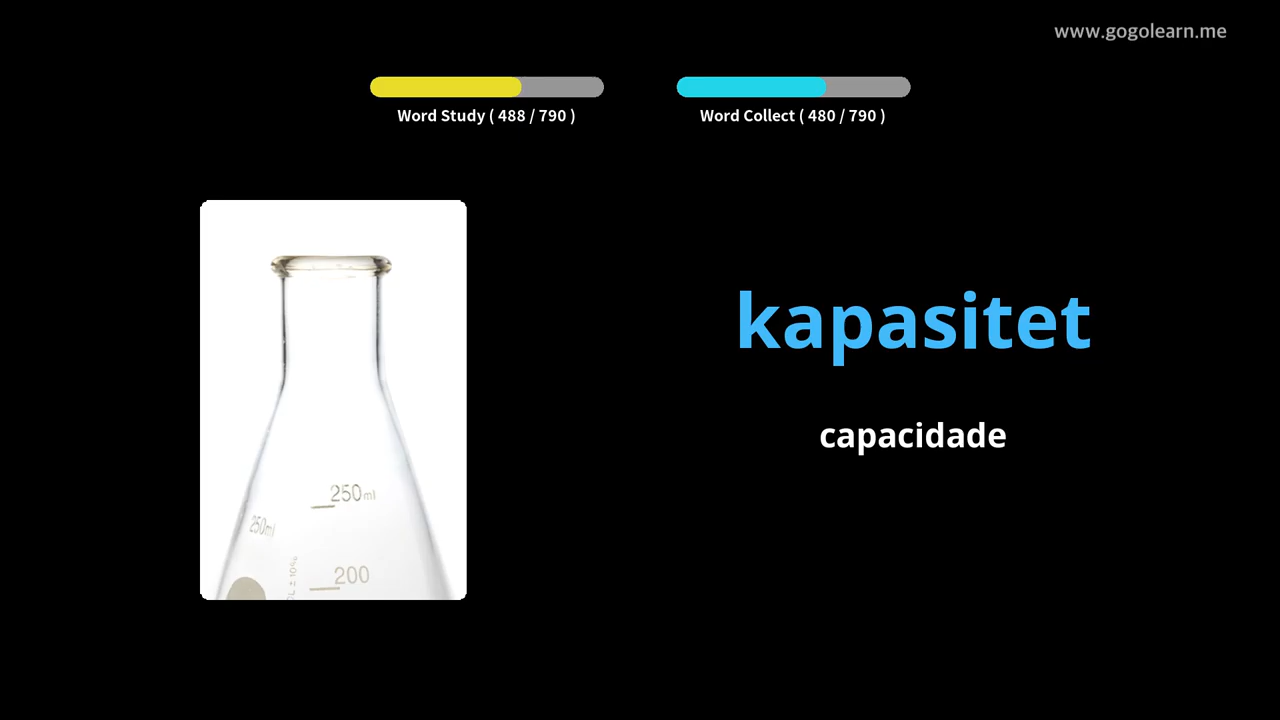 www.gogolearn.me
Word Study ( 488 / 790 )
Word Collect ( 480 / 790 )
kapasitet
capacidade
250ml
250ml
200